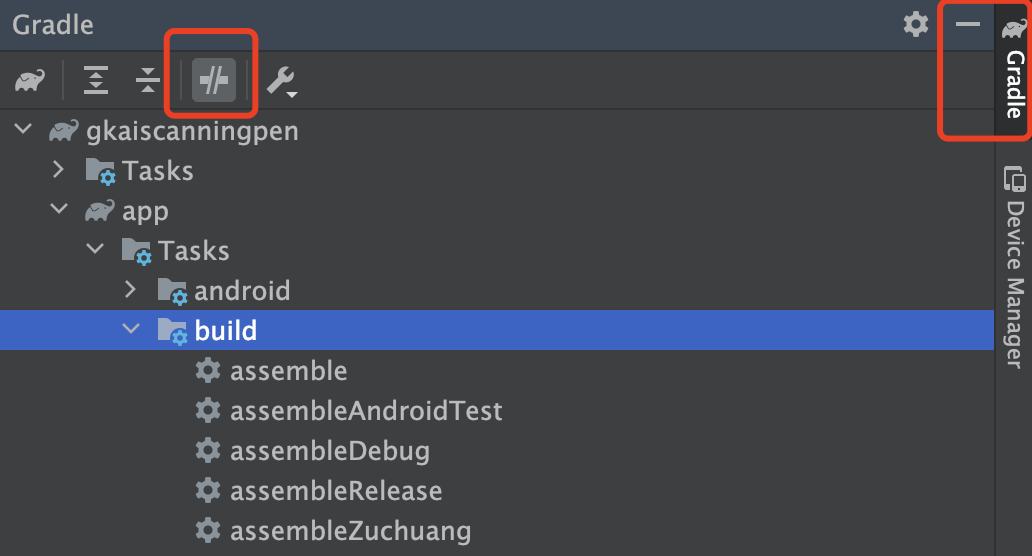 Gradle
gkaiscanningpen
Tasks
app
Tasks
android
build
assemble
assembleAndroidTest
assembleDebug
assembleRelease
assembleZuchuang
Gradle
Device Manager